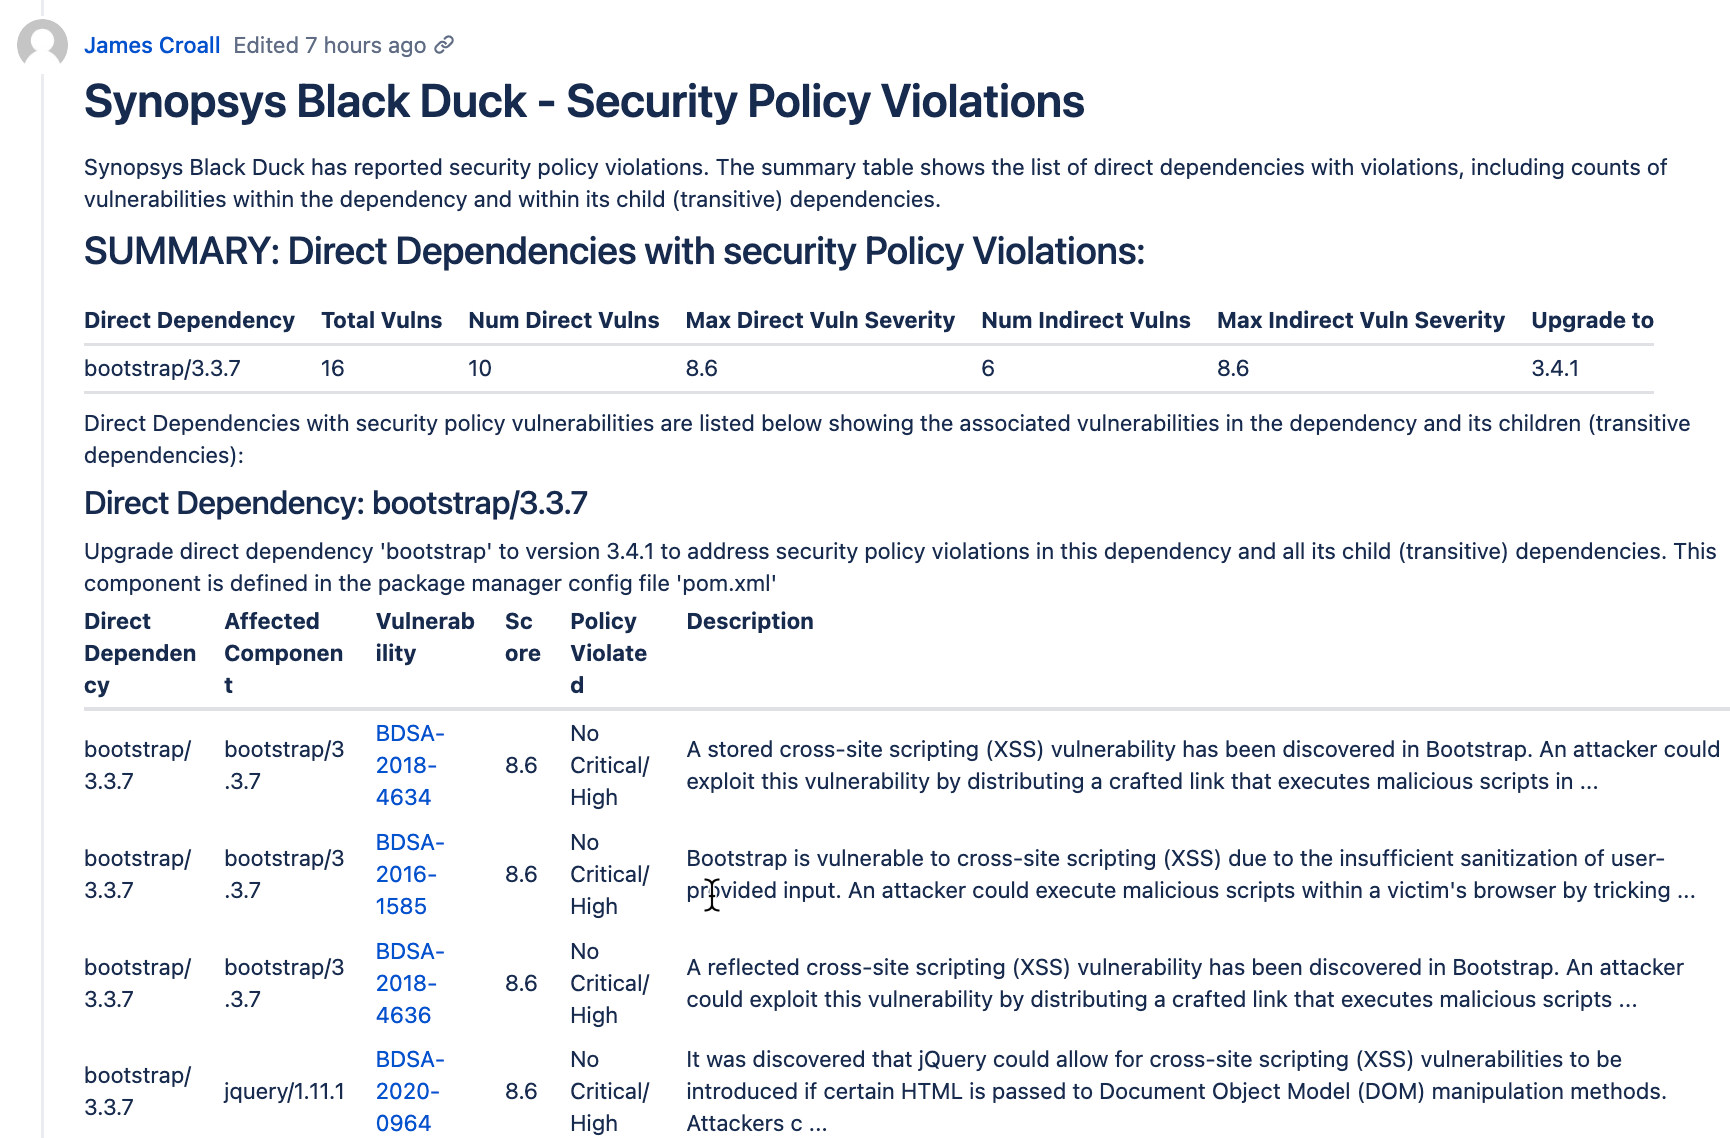 James Croall Edited 7 hours ago
Synopsys Black Duck - Security Policy Violations
Synopsys Black Duck has reported security policy violations. The summary table shows the list of direct dependencies with violations, including counts of
vulnerabilities within the dependency and within its child (transitive) dependencies.
SUMMARY: Direct Dependencies with security Policy Violations:
Direct Dependency Total Vulns Num Direct Vulns Max Direct Vuln Severity Num Indirect Vulns Max Indirect Vuln Severity Upgrade to
bootstrap/3.3.7 16 10 8.6 6 8.6 3.4.1
Direct Dependencies with security policy vulnerabilities are listed below showing the associated vulnerabilities in the dependency and its children (transitive
dependencies):
Direct Dependency: bootstrap/3.3.7
Upgrade direct dependency 'bootstrap' to version 3.4.1 to address security policy violations in this dependency and all its child (transitive) dependencies. This
component is defined in the package manager config file 'pom.xml'
Direct
Dependen
cy
Affected
Componen
t
Vulnerab
ility
Sc
ore
Policy
Violate
d
Description
bootstrap/
3.3.7
bootstrap/3
.3.7
BDSA-
2018-
4634
8.6
No
Critical/
High
A stored cross-site scripting (XSS) vulnerability has been discovered in Bootstrap. An attacker could
exploit this vulnerability by distributing a crafted link that executes malicious scripts in ...
bootstrap/
3.3.7
bootstrap/3
.3.7
BDSA-
2016-
1585
8.6
No
Critical/
High
Bootstrap is vulnerable to cross-site scripting (XSS) due to the insufficient sanitization of user-
provided input. An attacker could execute malicious scripts within a victim's browser by tricking ...
bootstrap/
3.3.7
bootstrap/3
.3.7
BDSA-
2018-
4636
8.6
No
Critical/
High
A reflected cross-site scripting (XSS) vulnerability has been discovered in Bootstrap. An attacker
could exploit this vulnerability by distributing a crafted link that executes malicious scripts ...
bootstrap/
3.3.7
jquery/1.11.1
BDSA-
2020-
0964
8.6
No
Critical/
High
It was discovered that jQuery could allow for cross-site scripting (XSS) vulnerabilities to be
introduced if certain HTML is passed to Document Object Model (DOM) manipulation methods.
Attackers c ...